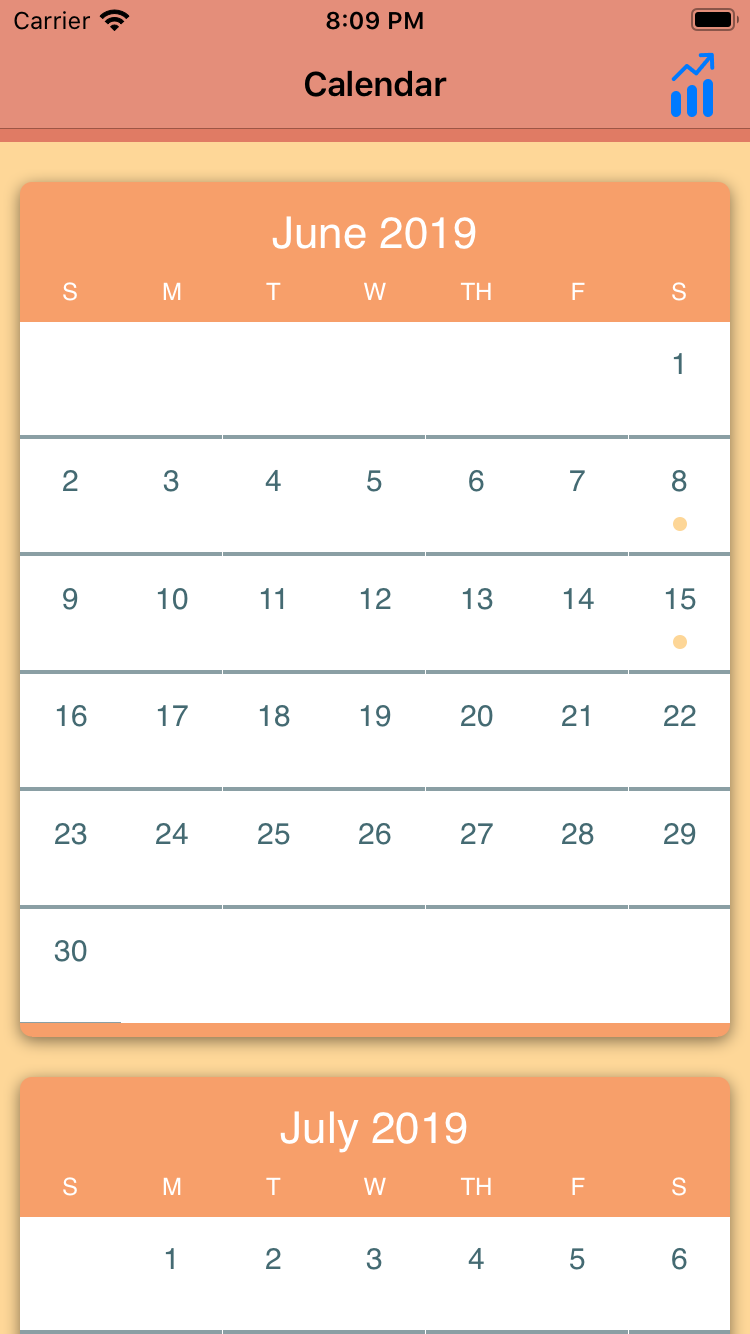 Carrier 8:09 PM
Calendar
June 2019
S M T W TH F S
1
2 3 4 5 6 7 8
9 10 11 12 13 14 15
16 17 18 19 20 21 22
23 24 25 26 27 28 29
30
July 2019
S M T W TH F S
1 2 3 4 5 6